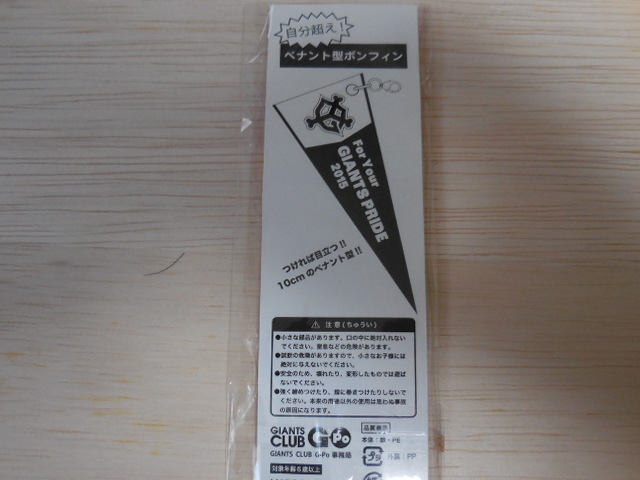 自分超え!
ペナント型ボンフィン
For Your
GIANTS PRIDE
2015
つければ目立つ!!
10cmのペナント型!!
注意(ちゅうい)
●小さな部品があります。口の中に絶対入れない
でください。窒息などの危険があります。
●誤飲の危険がありますので、小さなお子様には
絶対に与えないでください。
●安全のため、壊れたり、変形したものでは遊ば
ないでください。
●強く締めつけたり、指に巻きつけたりしないで
ください。本来の用途以外の使用は思わぬ事故
の原因になります。
GIANTS
CLUB G-Po
GIANTS CLUB G-Po 事務局
対象年齢6歳以上
品質表示
本体:鉄・PE
プラ 外装:PP